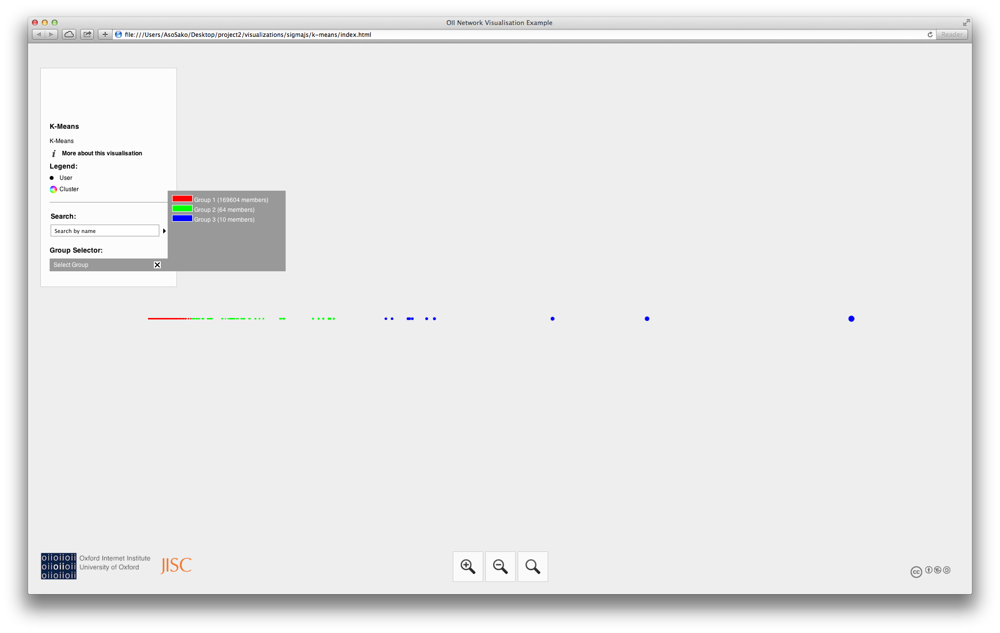 OII Network Visualisation Example
file:///Users/AsoSako/Desktop/project2/visualizations/sigmajs/k-means/index.html
Reader
K-Means
K-Means
i More about this visualisation
Legend:
User
Cluster
Group 1 (169604 members)
Group 2 (64 members)
Group 3 (10 members)
Search:
Search by name
Group Selector:
Select Group
oiioiioii
oiioiioii
oiioiioii
Oxford Internet Institute
University of Oxford
JISC
cc